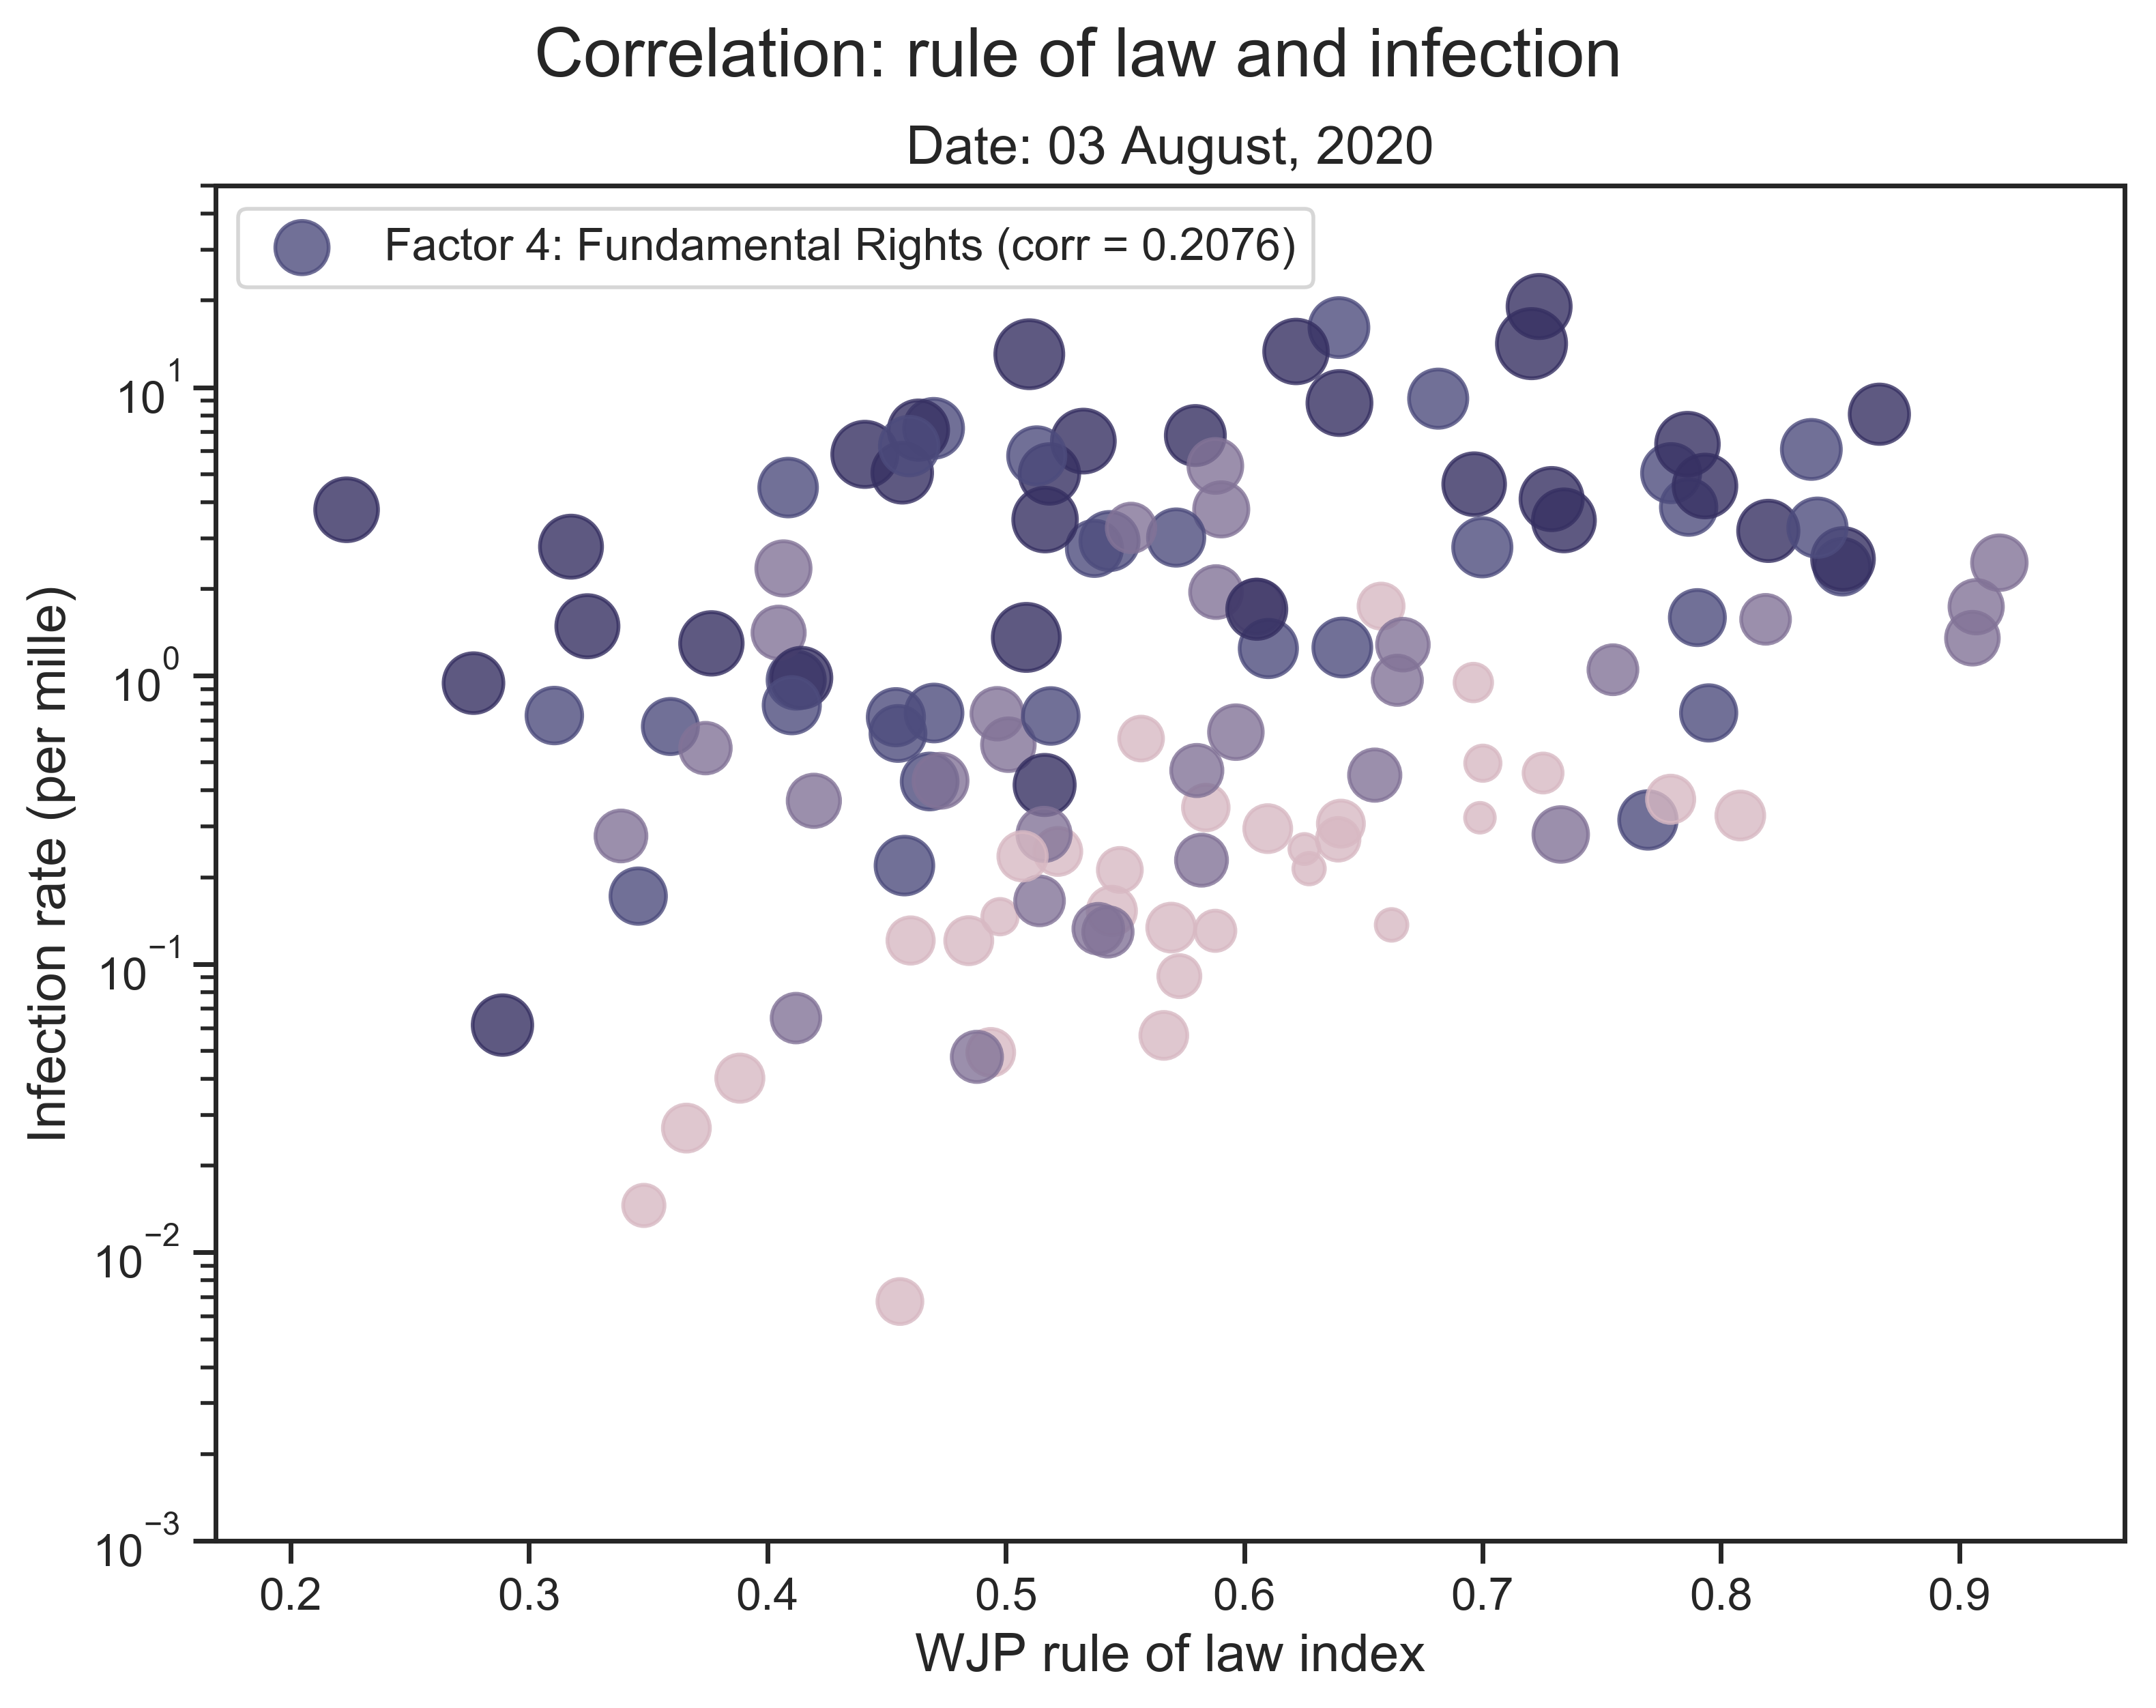 Correlation: rule of law and infection
Date: 03 August, 2020
Factor 4: Fundamental Rights (corr = 0.2076)
Infection rate (per mille)
10^1
10^0
10^−1
10^−2
10^−3
0.2 0.3 0.4 0.5 0.6 0.7 0.8 0.9
WJP rule of law index